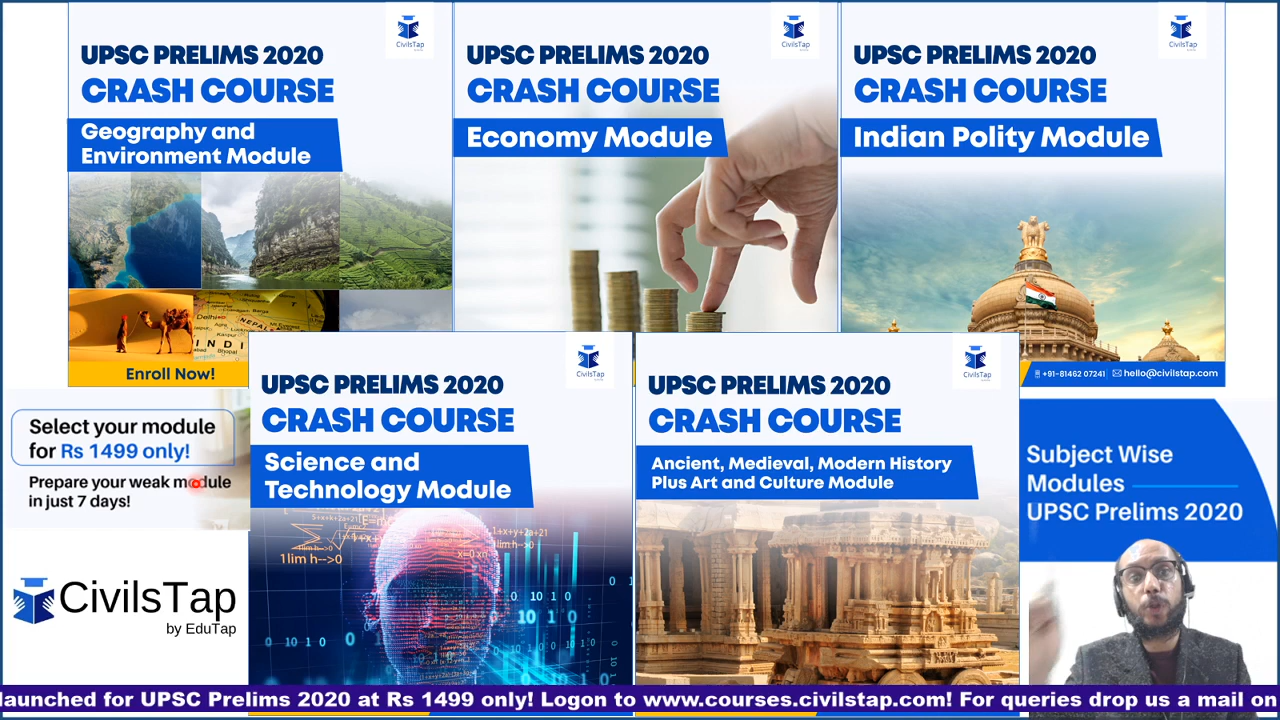 CivilsTap
UPSC PRELIMS 2020
CRASH COURSE
Geography and
Environment Module
Enroll Now!
CivilsTap
UPSC PRELIMS 2020
CRASH COURSE
Economy Module
CivilsTap
UPSC PRELIMS 2020
CRASH COURSE
Indian Polity Module
+91-81462 07241 hello@civilstap.com
Select your module
for Rs 1499 only!
Prepare your weak module
in just 7 days!
CivilsTap
by EduTap
CivilsTap
UPSC PRELIMS 2020
CRASH COURSE
Science and
Technology Module
CivilsTap
UPSC PRELIMS 2020
CRASH COURSE
Ancient, Medieval, Modern History
Plus Art and Culture Module
Subject Wise
Modules
UPSC Prelims 2020
launched for UPSC Prelims 2020 at Rs 1499 only! Logon to www.courses.civilstap.com! For queries drop us a mail on